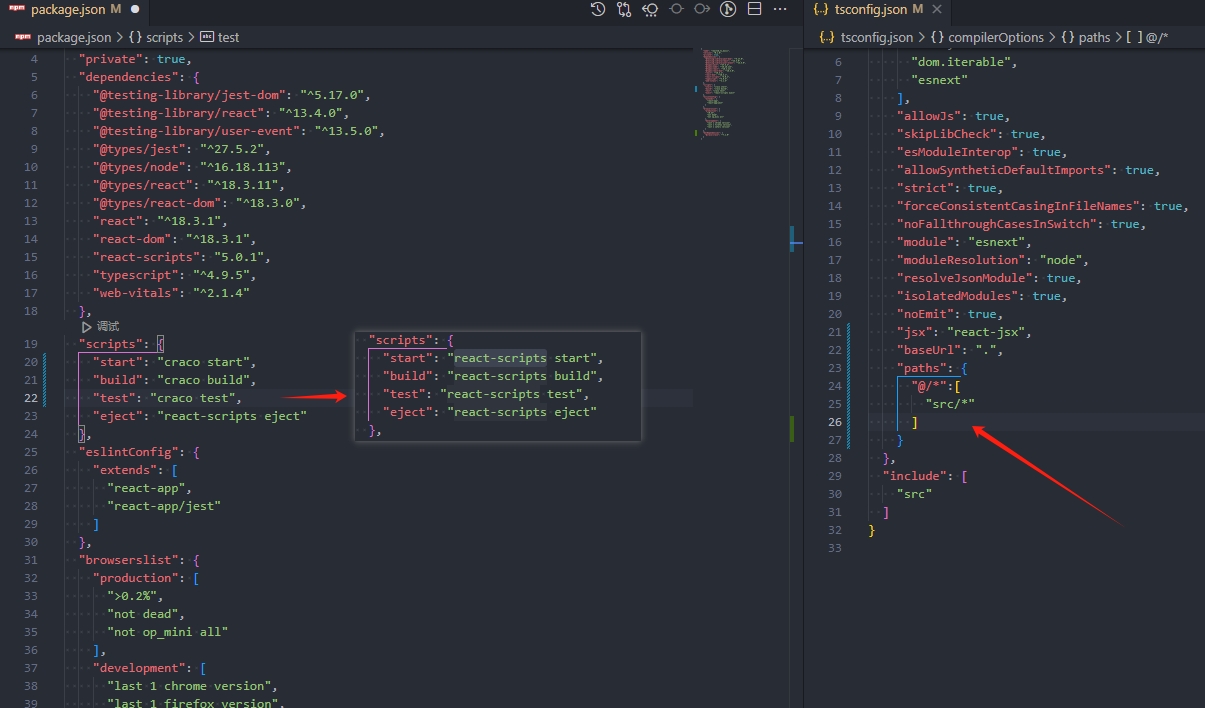 package.json M
package.json > {} scripts > test
4 "private": true,
5 "dependencies": {
6 "@testing-library/jest-dom": "^5.17.0",
7 "@testing-library/react": "^13.4.0",
8 "@testing-library/user-event": "^13.5.0",
9 "@types/jest": "^27.5.2",
10 "@types/node": "^16.18.113",
11 "@types/react": "^18.3.11",
12 "@types/react-dom": "^18.3.0",
13 "react": "^18.3.1",
14 "react-dom": "^18.3.1",
15 "react-scripts": "5.0.1",
16 "typescript": "^4.9.5",
17 "web-vitals": "^2.1.4"
18 },
调试
19 "scripts": {
20 "start": "craco start",
21 "build": "craco build",
22 "test": "craco test",
23 "eject": "react-scripts eject"
24 },
25 "eslintConfig": {
26 "extends": [
27 "react-app",
28 "react-app/jest"
29 ]
30 },
31 "browserslist": {
32 "production": [
33 ">0.2%",
34 "not dead",
35 "not op_mini all"
36 ],
37 "development": [
38 "last 1 chrome version",
39 "last 1 firefox version",
"scripts": {
"start": "react-scripts start",
"build": "react-scripts build",
"test": "react-scripts test",
"eject": "react-scripts eject"
},
{..} tsconfig.json M
{..} tsconfig.json > {} compilerOptions > {} paths > [ ] @/*
6 "dom.iterable",
7 "esnext"
8 ],
9 "allowJs": true,
10 "skipLibCheck": true,
11 "esModuleInterop": true,
12 "allowSyntheticDefaultImports": true,
13 "strict": true,
14 "forceConsistentCasingInFileNames": true,
15 "noFallthroughCasesInSwitch": true,
16 "module": "esnext",
17 "moduleResolution": "node",
18 "resolveJsonModule": true,
19 "isolatedModules": true,
20 "noEmit": true,
21 "jsx": "react-jsx",
22 "baseUrl": ".",
23 "paths": {
24 "@/*":[
25 "src/*"
26 ]
27 }
28 },
29 "include": [
30 "src"
31 ]
32 }
33